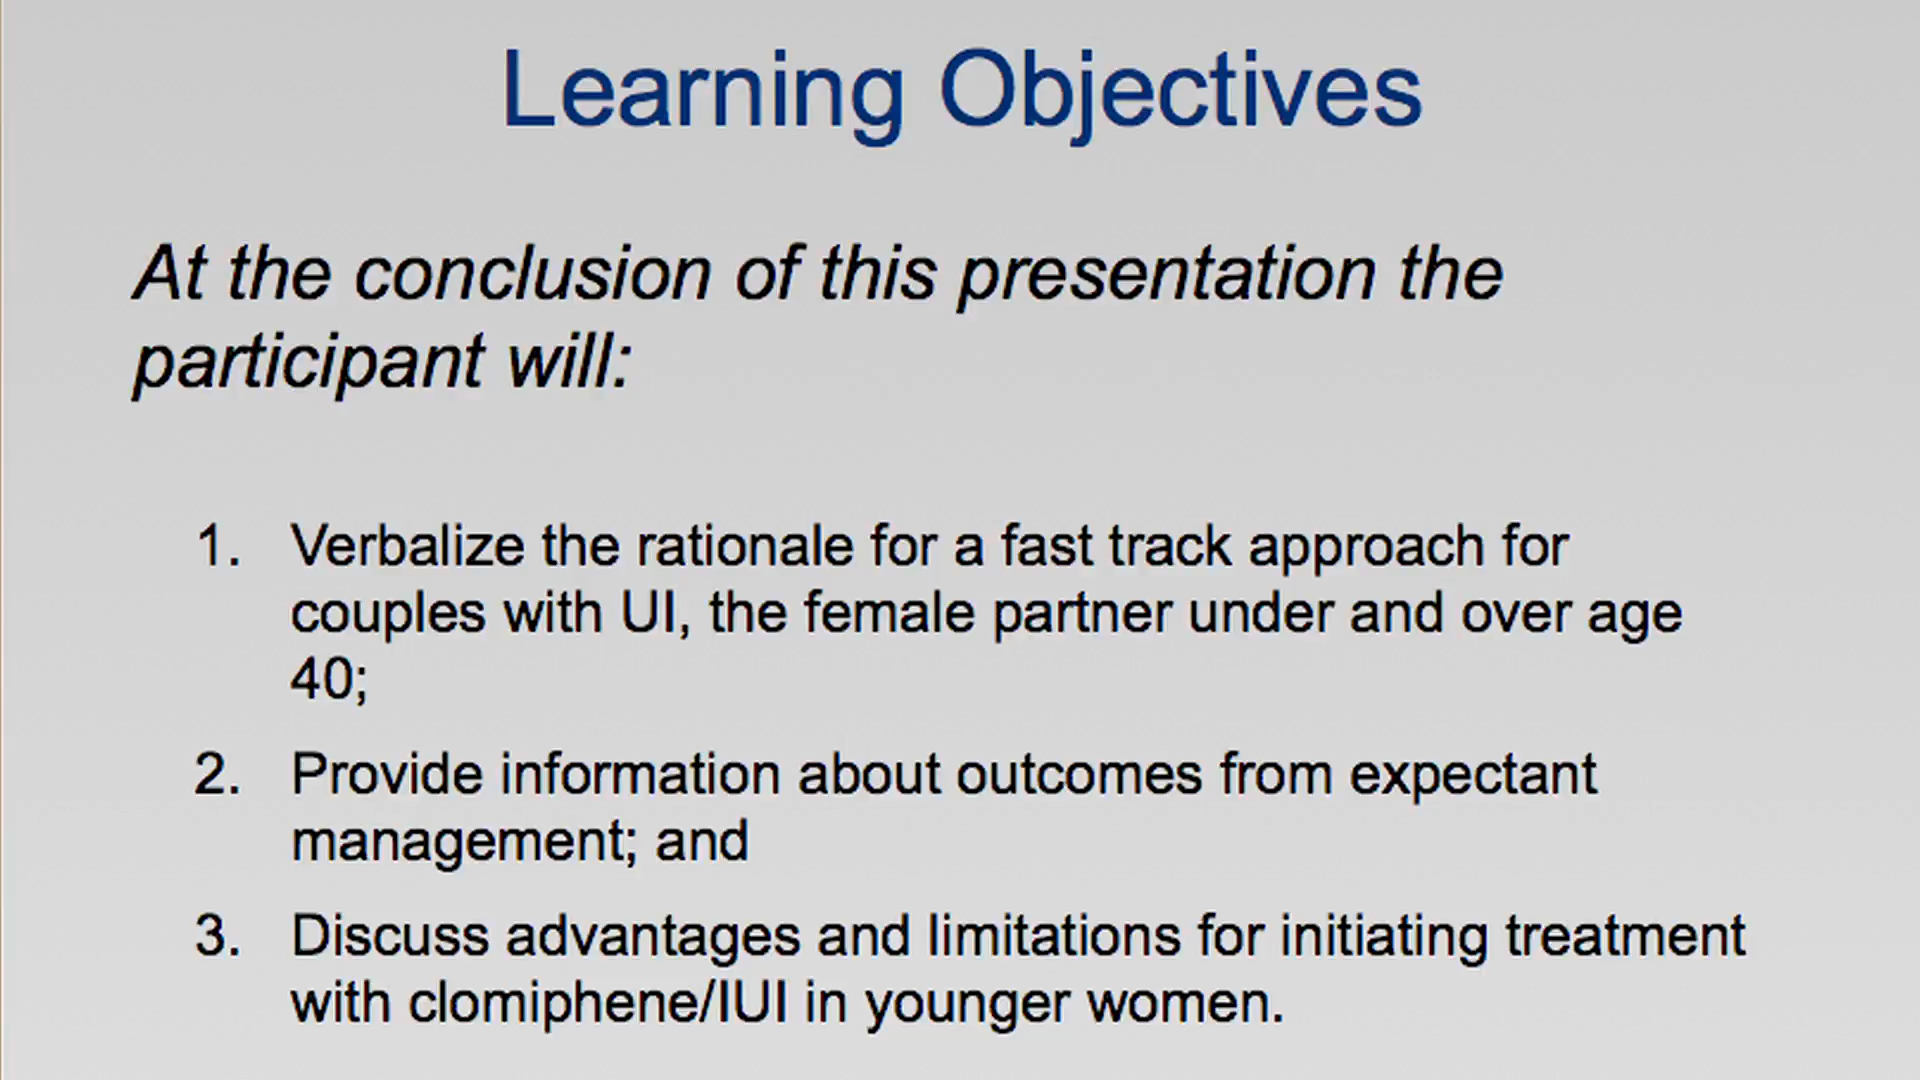 Learning Objectives
At the conclusion of this presentation the
participant will:
1. Verbalize the rationale for a fast track approach for
couples with UI, the female partner under and over age
40;
2. Provide information about outcomes from expectant
management; and
3. Discuss advantages and limitations for initiating treatment
with clomiphene/IUI in younger women.